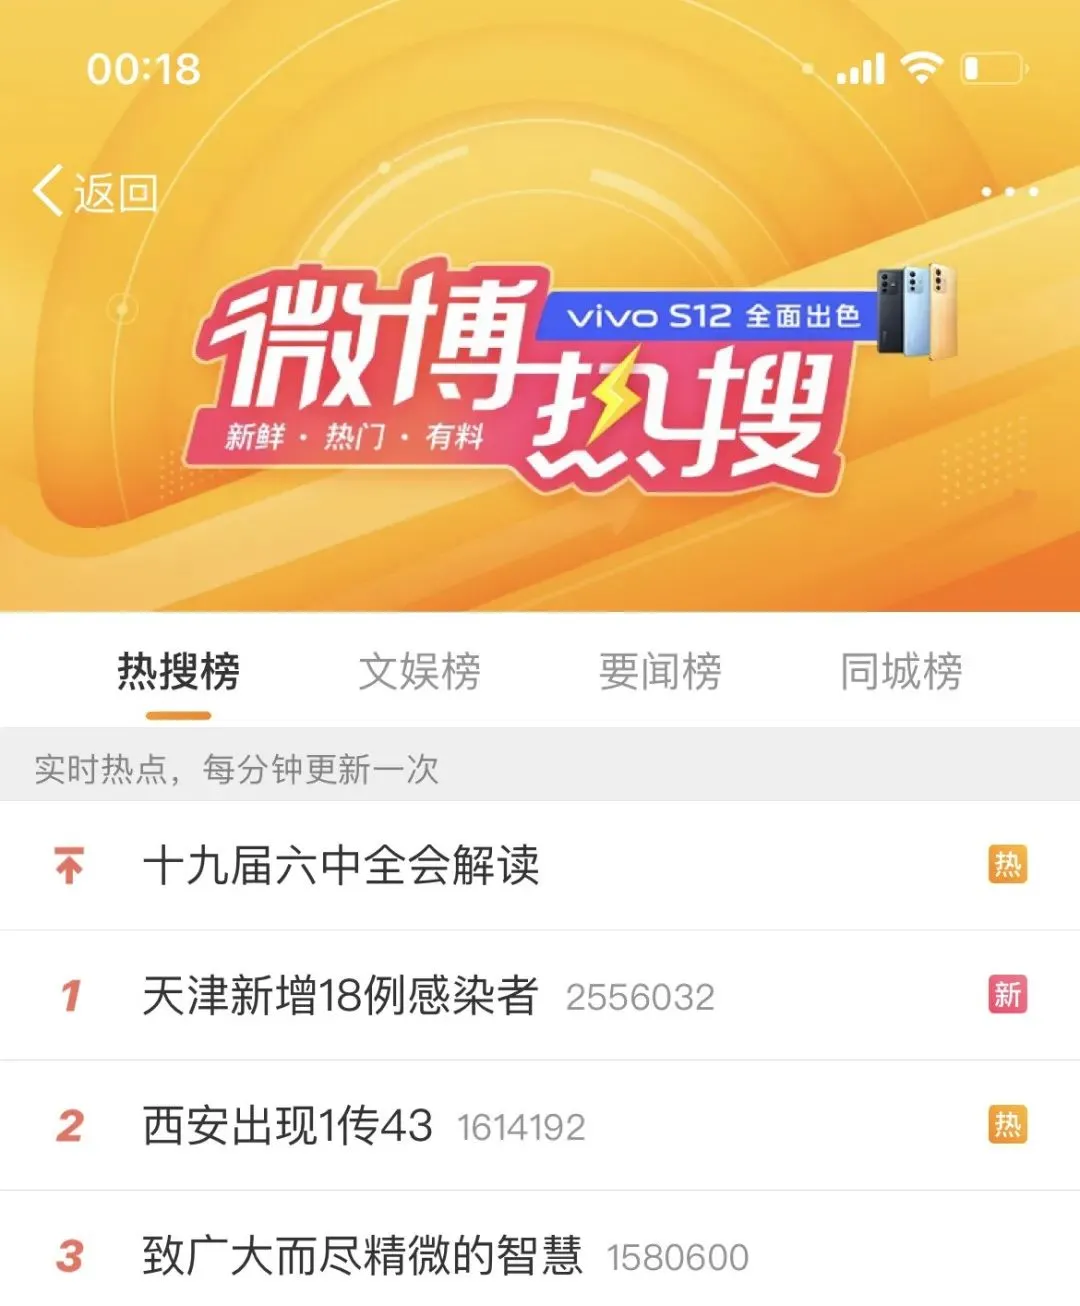 00:18
返回
微博热搜
vivo S12 全面出色
新鲜·热门·有料
热搜榜 文娱榜 要闻榜 同城榜
实时热点，每分钟更新一次
十九届六中全会解读 热
1 天津新增18例感染者 2556032 新
2 西安出现1传43 1614192 热
3 致广大而尽精微的智慧 1580600